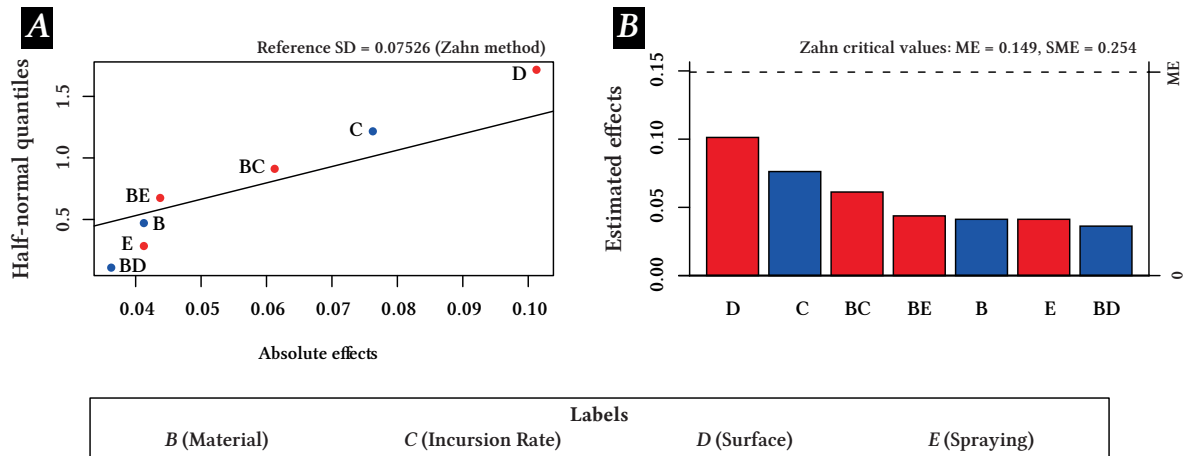 A
Reference SD = 0.07526 (Zahn method)
Half-normal quantiles
1.5
1.0
0.5
D
C
BC
BE
B
E
BD
0.04 0.05 0.06 0.07 0.08 0.09 0.10
Absolute effects
B
Zahn critical values: ME = 0.149, SME = 0.254
Estimated effects
0.15
0.10
0.05
0.00
ME
0
D C BC BE B E BD
Labels
B (Material) C (Incursion Rate) D (Surface) E (Spraying)